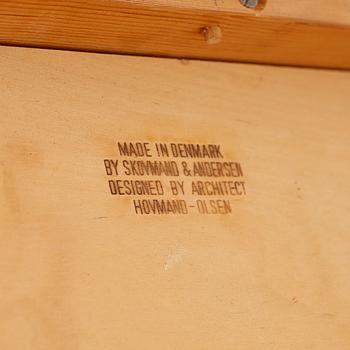 MADE IN DENMARK
BY SKOVMAND & ANDERSEN
DESIGNED BY ARCHITECT
HOVMAND-OLSEN